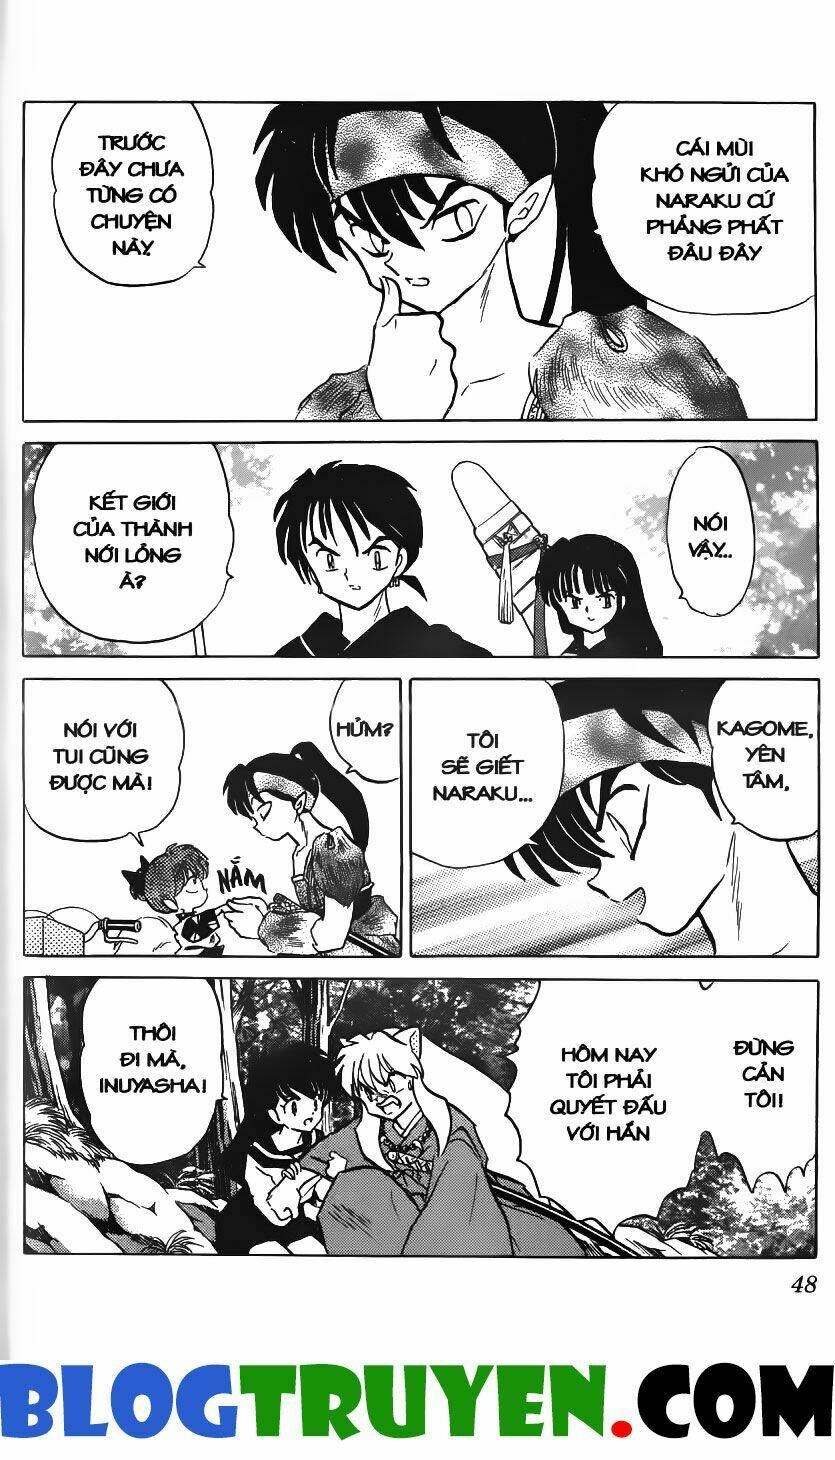 CÁI MÙI
KHÓ NGỬI CỦA
NARAKU CỨ
PHẢNG PHẤT
ĐÂU ĐÂY
TRƯỚC
ĐÂY CHƯA
TỪNG CÓ
CHUYỆN
NÀY.
NÓI
VẬY...
KẾT GIỚI
CỦA THÀNH
NỚI LỎNG
À?
KAGOME,
YÊN
TÂM,
TÔI
SẼ GIẾT
NARAKU...
HỬM?
NÓI VỚI
TUI CŨNG
ĐƯỢC MÀ!
NẮM
ĐỪNG
CẢN
TÔI!
HÔM NAY
TÔI PHẢI
QUYẾT ĐẤU
VỚI HẮN
THÔI
ĐI MÀ,
INUYASHA!
48
BLOGTRUYEN.COM